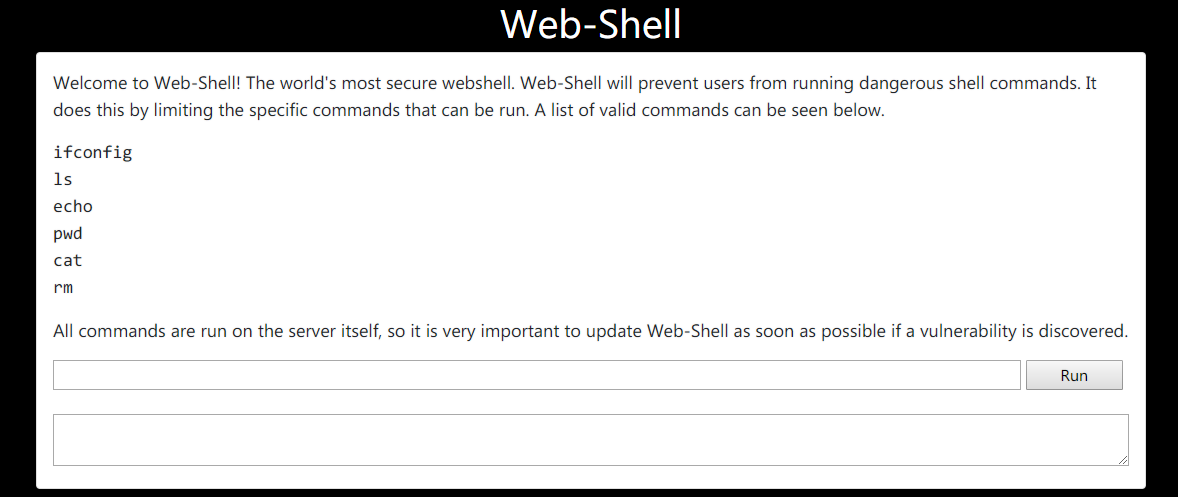 Web-Shell
Welcome to Web-Shell! The world's most secure webshell. Web-Shell will prevent users from running dangerous shell commands. It
does this by limiting the specific commands that can be run. A list of valid commands can be seen below.
ifconfig
ls
echo
pwd
cat
rm
All commands are run on the server itself, so it is very important to update Web-Shell as soon as possible if a vulnerability is discovered.
Run